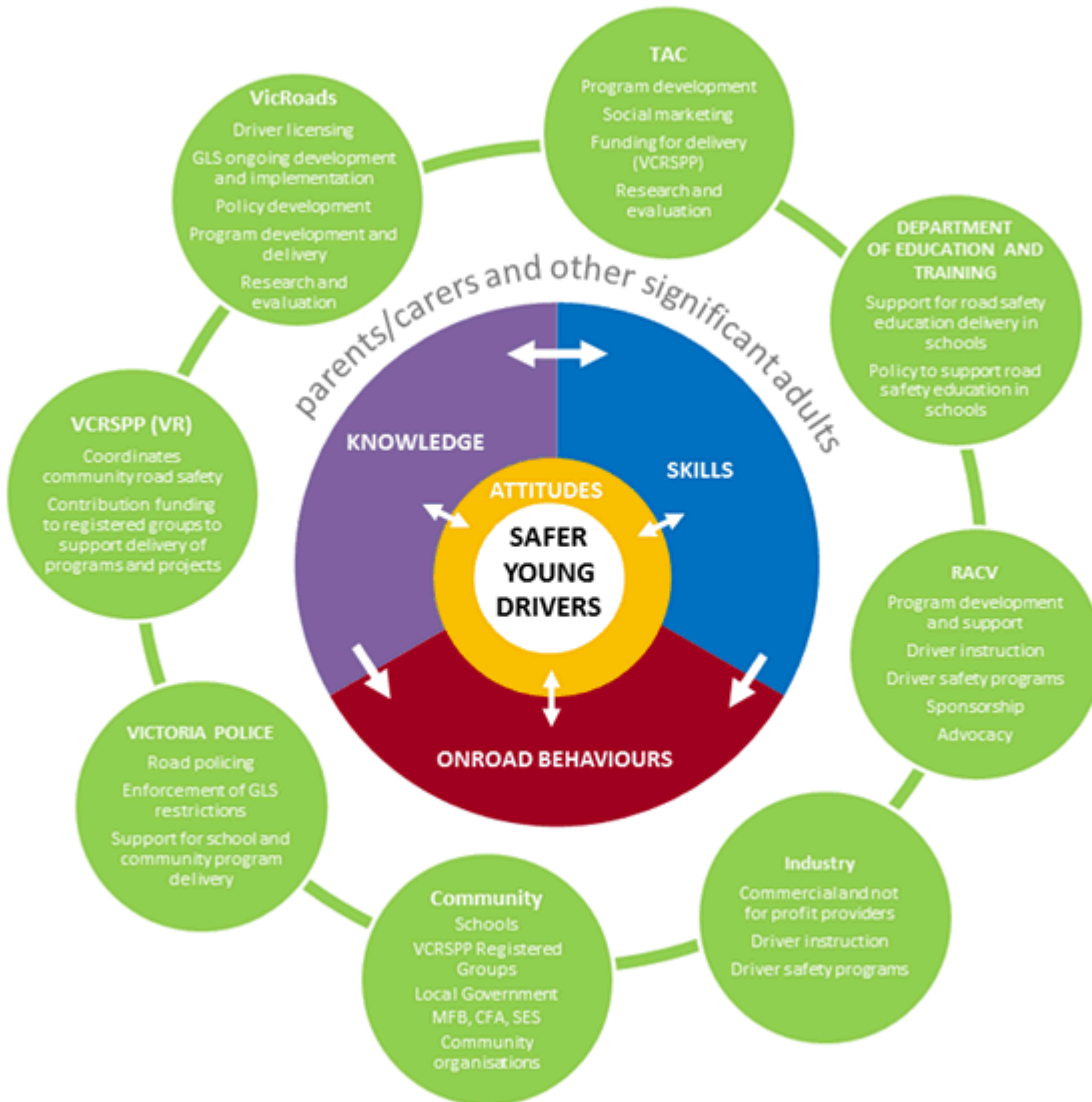 TAC
Program development
Social marketing
Funding for delivery
(VCRSPP)
Research and
evaluation
DEPARTMENT
OF EDUCATION AND
TRAINING
Support for road safety
education delivery in
schools
Policy to support road
safety education in
schools
RACV
Program development
and support
Driver instruction
Driver safety programs
Sponsorship
Advocacy
Industry
Commercial and not
for profit providers
Driver instruction
Driver safety programs
Community
Schools
VCRSPP Registered
Groups
Local Government
MFB, CFA, SES
Community
organisations
VICTORIA POLICE
Road policing
Enforcement of GLS
restrictions
Support for school and
community program
delivery
VCRSPP (VR)
Coordinates
community road safety
Contribution funding
to registered groups to
support delivery of
programs and projects
VicRoads
Driver licensing
GLS ongoing development
and implementation
Policy development
Program development and
delivery
Research and
evaluation
parents/carers and other significant adults
KNOWLEDGE
SKILLS
ATTITUDES
SAFER
YOUNG
DRIVERS
ONROAD BEHAVIOURS